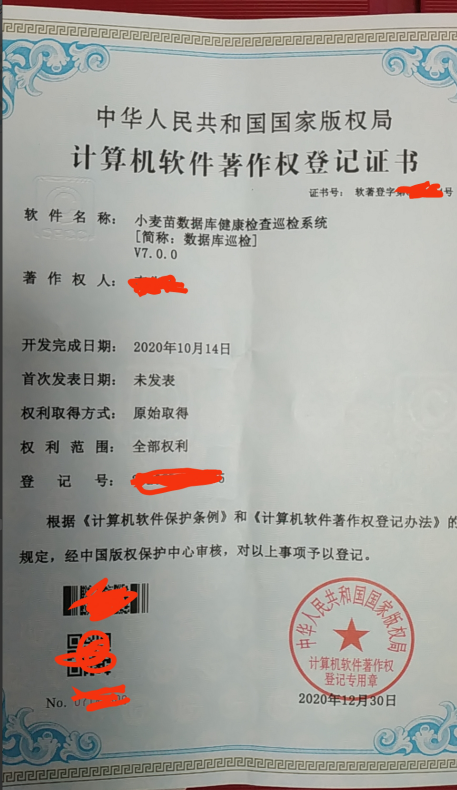 中华人民共和国国家版权局
计算机软件著作权登记证书
证书号： 软著登字第 号
软件名称： 小麦苗数据库健康检查巡检系统
[简称：数据库巡检]
V7.0.0
著作权人：
开发完成日期： 2020年10月14日
首次发表日期： 未发表
权利取得方式： 原始取得
权利范围： 全部权利
登记号：
根据《计算机软件保护条例》和《计算机软件著作权登记办法》的
规定，经中国版权保护中心审核，对以上事项予以登记。
中华人民共和国国家版权局
计算机软件著作权
登记专用章
No.
2020年12月30日